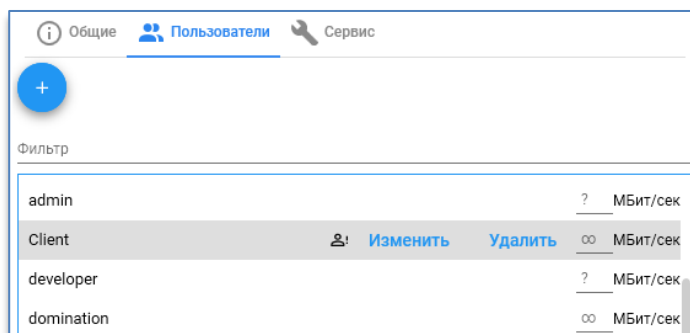 Общие Пользователи Сервис
+
Фильтр
admin ? МБит/сек
Client Изменить Удалить ∞ МБит/сек
developer ? МБит/сек
domination ∞ МБит/сек